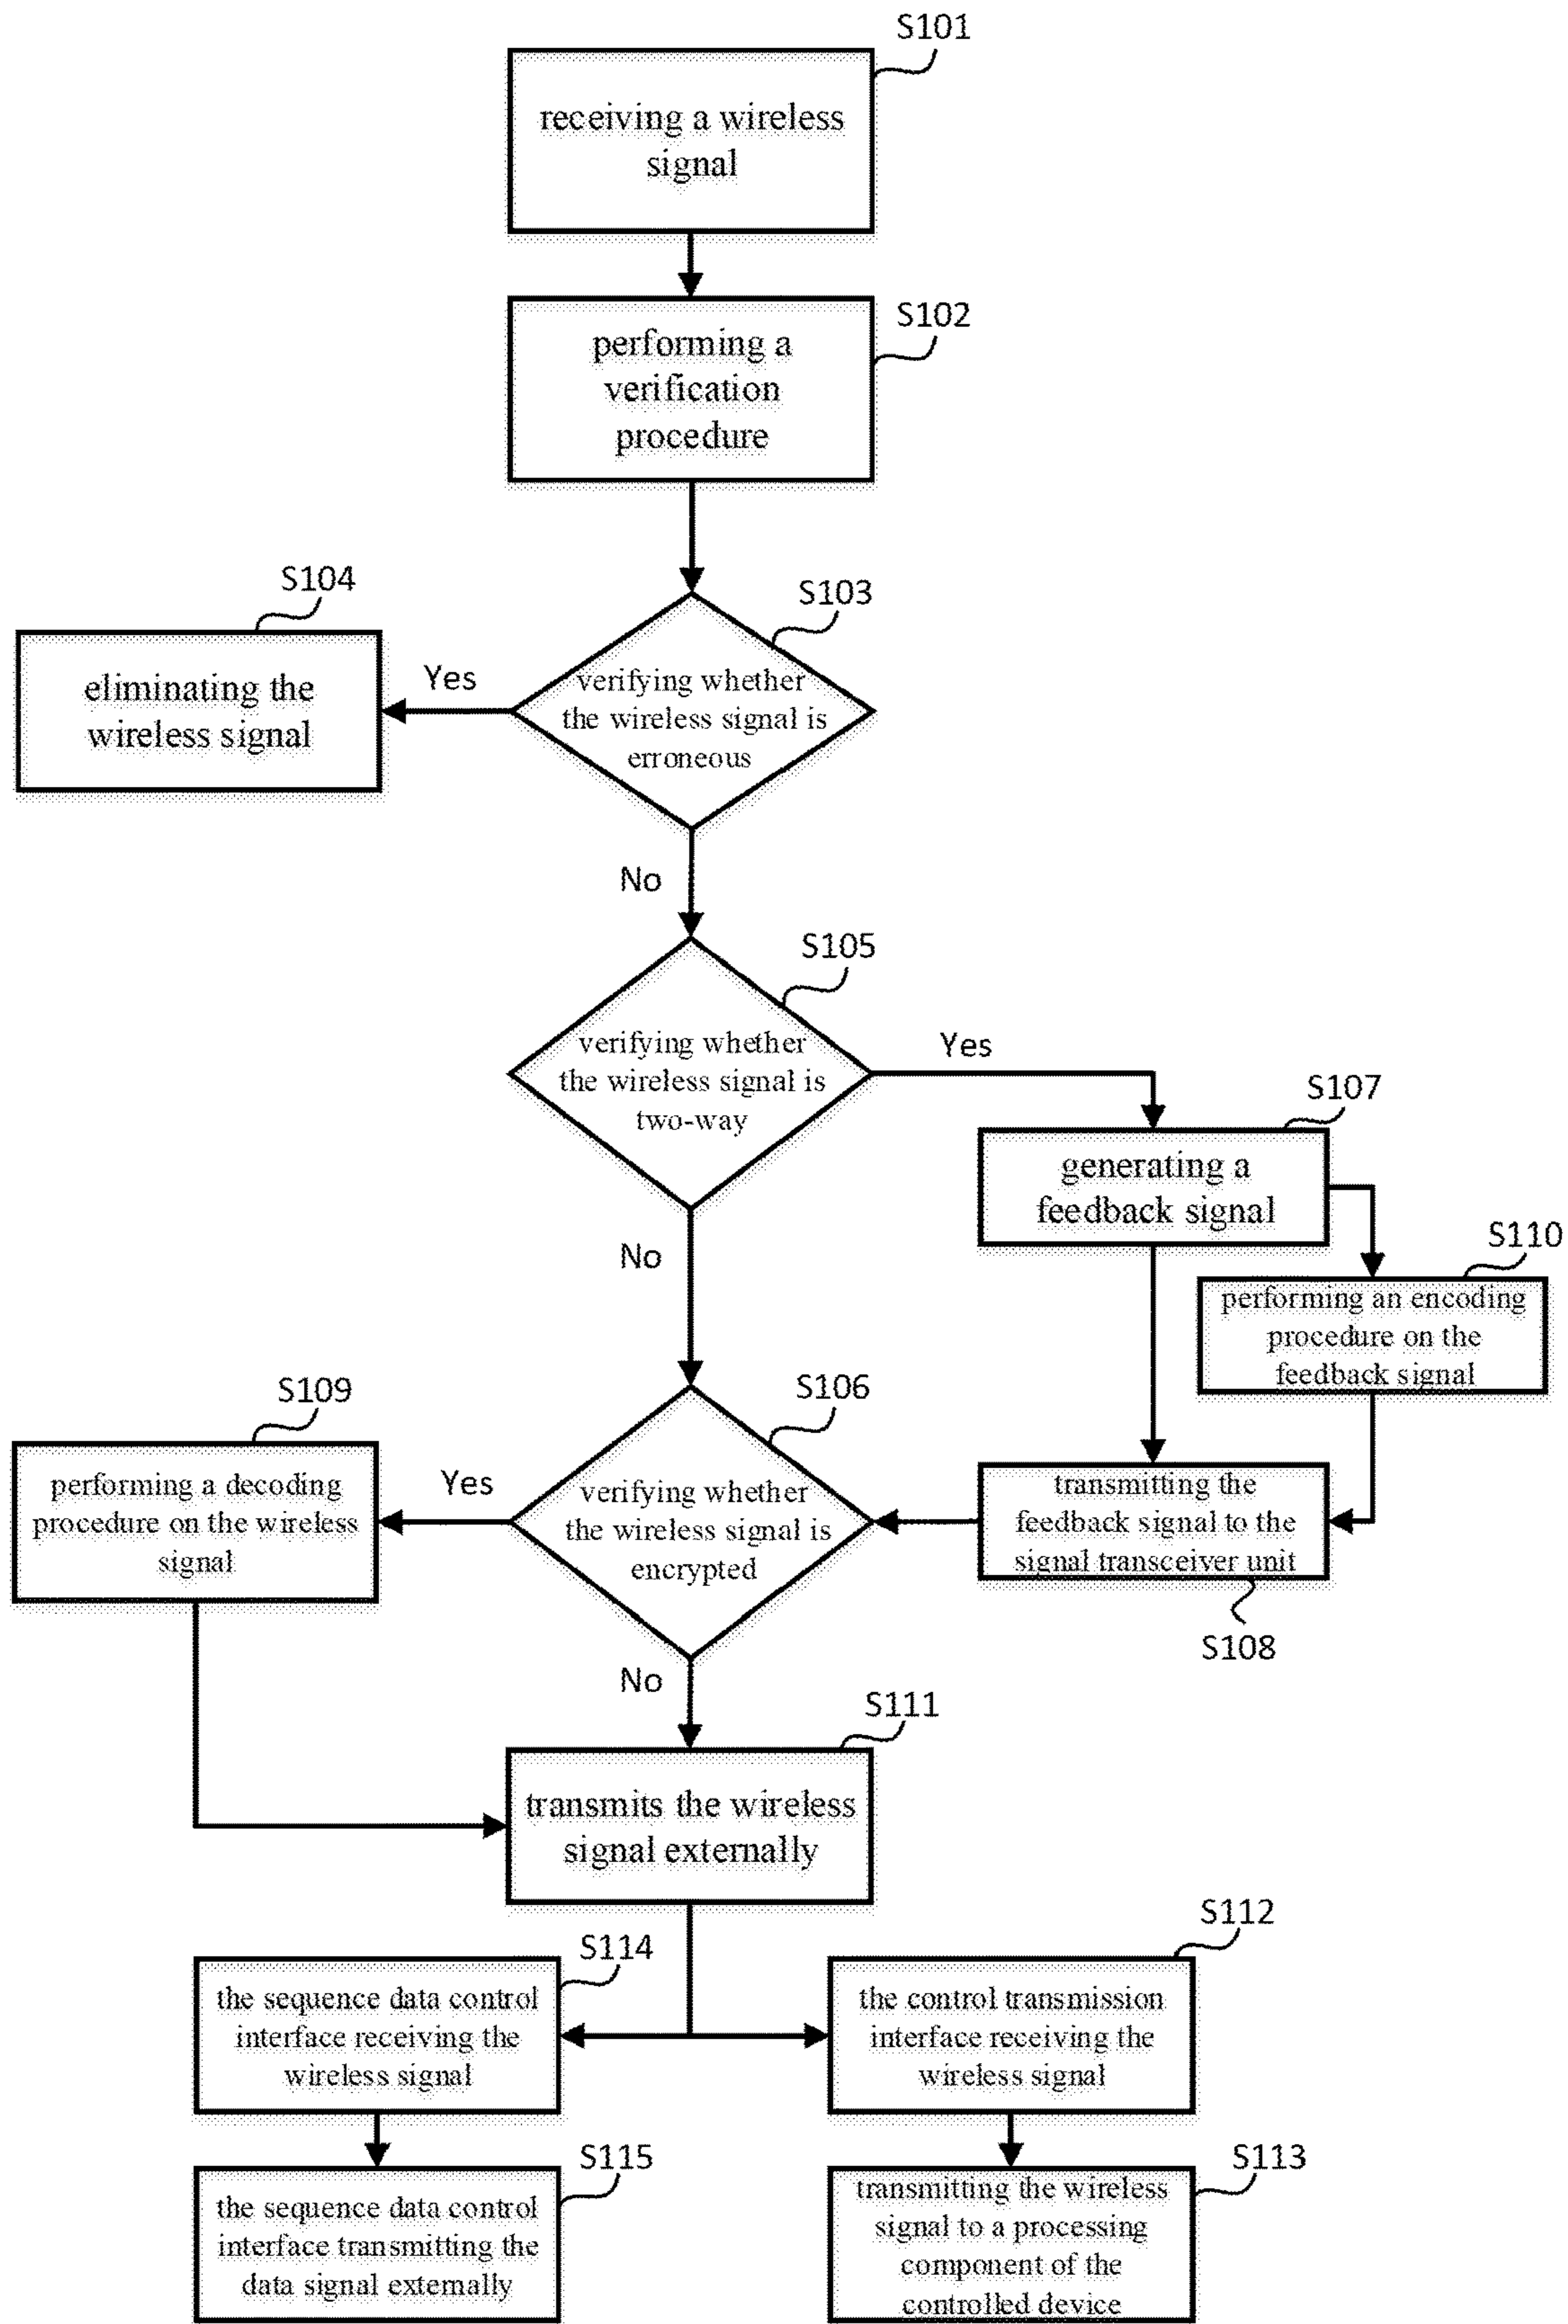 S101
receiving a wireless
signal
S102
performing a
verification
procedure
S104
S103
eliminating the
wireless signal
Yes
verifying whether
the wireless signal is
erroneous
No
S105
verifying whether
the wireless signal is
two-way
Yes
S107
generating a
feedback signal
No
S110
performing an encoding
procedure on the
feedback signal
S109
S106
performing a decoding
procedure on the wireless
signal
Yes
verifying whether
the wireless signal is
encrypted
transmitting the
feedback signal to the
signal transceiver unit
S108
No
S111
transmits the wireless
signal externally
S114
S112
the sequence data control
interface receiving the
wireless signal
the control transmission
interface receiving the
wireless signal
S115
S113
the sequence data control
interface transmitting the
data signal externally
transmitting the wireless
signal to a processing
component of the
controlled device